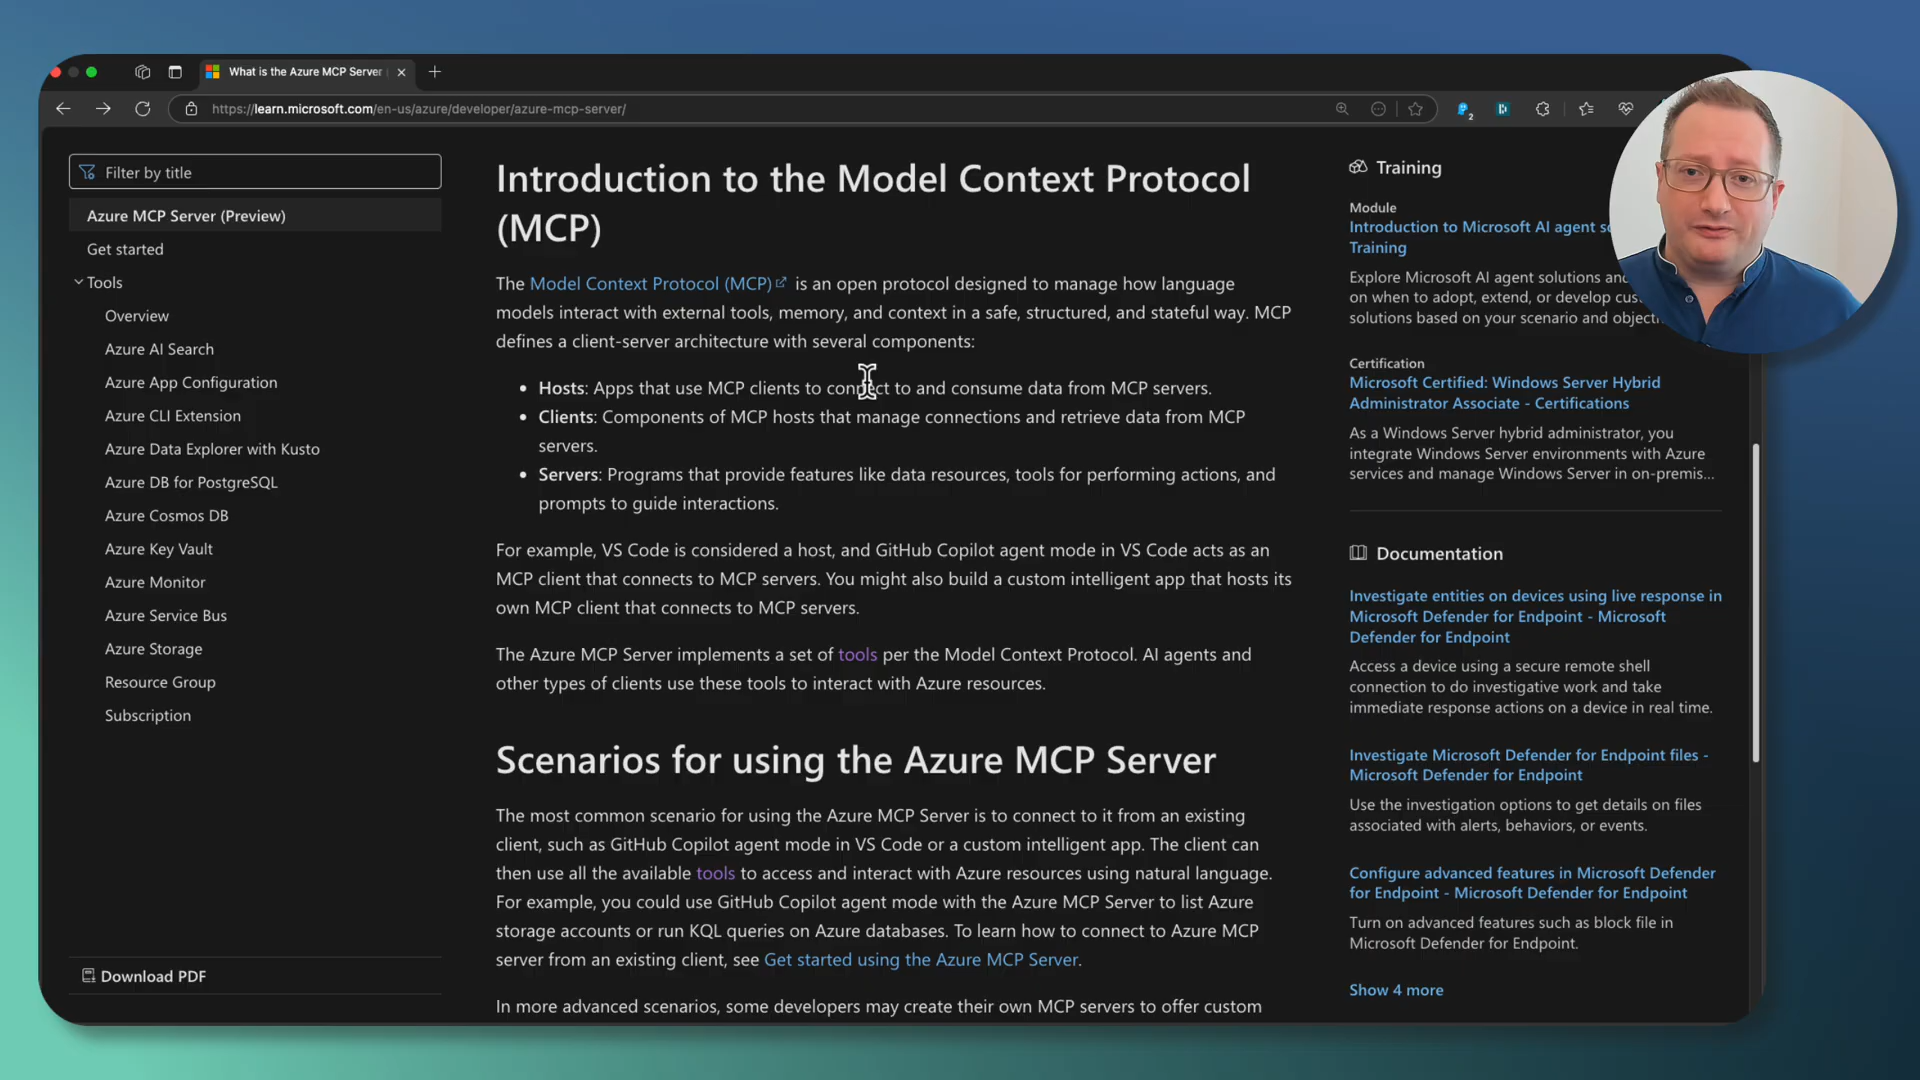 What is the Azure MCP Server
https://learn.microsoft.com/en-us/azure/developer/azure-mcp-server/
2
Filter by title
Azure MCP Server (Preview)
Get started
Tools
Overview
Azure AI Search
Azure App Configuration
Azure CLI Extension
Azure Data Explorer with Kusto
Azure DB for PostgreSQL
Azure Cosmos DB
Azure Key Vault
Azure Monitor
Azure Service Bus
Azure Storage
Resource Group
Subscription
Download PDF
Introduction to the Model Context Protocol
(MCP)
The Model Context Protocol (MCP) is an open protocol designed to manage how language
models interact with external tools, memory, and context in a safe, structured, and stateful way. MCP
defines a client-server architecture with several components:
• Hosts: Apps that use MCP clients to connect to and consume data from MCP servers.
• Clients: Components of MCP hosts that manage connections and retrieve data from MCP
servers.
• Servers: Programs that provide features like data resources, tools for performing actions, and
prompts to guide interactions.
For example, VS Code is considered a host, and GitHub Copilot agent mode in VS Code acts as an
MCP client that connects to MCP servers. You might also build a custom intelligent app that hosts its
own MCP client that connects to MCP servers.
The Azure MCP Server implements a set of tools per the Model Context Protocol. AI agents and
other types of clients use these tools to interact with Azure resources.
Scenarios for using the Azure MCP Server
The most common scenario for using the Azure MCP Server is to connect to it from an existing
client, such as GitHub Copilot agent mode in VS Code or a custom intelligent app. The client can
then use all the available tools to access and interact with Azure resources using natural language.
For example, you could use GitHub Copilot agent mode with the Azure MCP Server to list Azure
storage accounts or run KQL queries on Azure databases. To learn how to connect to Azure MCP
server from an existing client, see Get started using the Azure MCP Server.
In more advanced scenarios, some developers may create their own MCP servers to offer custom
Training
Module
Introduction to Microsoft AI agent
Training
Explore Microsoft AI agent solutions
on when to adopt, extend, or develop
solutions based on your scenario and
Certification
Microsoft Certified: Windows Server Hybrid
Administrator Associate - Certifications
As a Windows Server hybrid administrator, you
integrate Windows Server environments with Azure
services and manage Windows Server in on-premis...
Documentation
Investigate entities on devices using live response in
Microsoft Defender for Endpoint - Microsoft
Defender for Endpoint
Access a device using a secure remote shell
connection to do investigative work and take
immediate response actions on a device in real time.
Investigate Microsoft Defender for Endpoint files -
Microsoft Defender for Endpoint
Use the investigation options to get details on files
associated with alerts, behaviors, or events.
Configure advanced features in Microsoft Defender
for Endpoint - Microsoft Defender for Endpoint
Turn on advanced features such as block file in
Microsoft Defender for Endpoint.
Show 4 more